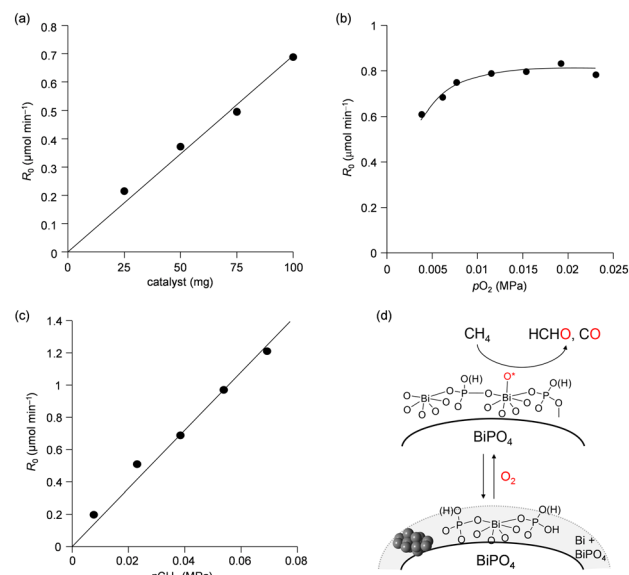 (a)
0.8
0.7
0.6
0.5
0.4
0.3
0.2
0.1
0
R₀ (μmol min⁻¹)
0 25 50 75 100
catalyst (mg)
(b)
1
0.8
0.6
0.4
0.2
0
R₀ (μmol min⁻¹)
0 0.005 0.01 0.015 0.02 0.025
pO₂ (MPa)
(c)
1.4
1.2
1
0.8
0.6
0.4
0.2
0
R₀ (μmol min⁻¹)
0 0.02 0.04 0.06 0.08
(d)
CH₄ HCHO, CO
O(H) O* O(H)
O Bi O P O Bi O P O
O O O O O O O O
BiPO₄
O₂
(H)O O(H)
P O Bi O P
O O O O OH
Bi +
BiPO₄
BiPO₄